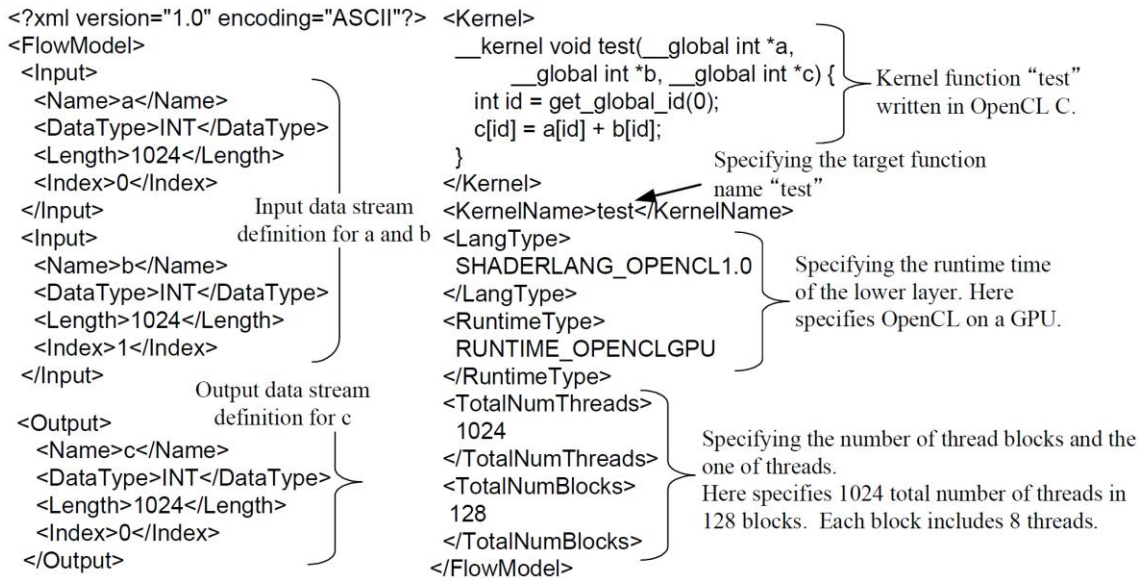 <?xml version="1.0" encoding="ASCII"?>
<FlowModel>
<Input>
<Name>a</Name>
<DataType>INT</DataType>
<Length>1024</Length>
<Index>0</Index>
</Input>
<Input>
<Name>b</Name>
<DataType>INT</DataType>
<Length>1024</Length>
<Index>1</Index>
</Input>
Input data stream
definition for a and b
<Output>
<Name>c</Name>
<DataType>INT</DataType>
<Length>1024</Length>
<Index>0</Index>
</Output>
Output data stream
definition for c
<Kernel>
__kernel void test(__global int *a,
__global int *b, __global int *c) {
int id = get_global_id(0);
c[id] = a[id] + b[id];
}
</Kernel>
Kernel function “test”
written in OpenCL C.
<KernelName>test</KernelName>
Specifying the target function
name “test”
<LangType>
SHADERLANG_OPENCL1.0
</LangType>
<RuntimeType>
RUNTIME_OPENCLGPU
</RuntimeType>
Specifying the runtime time
of the lower layer. Here
specifies OpenCL on a GPU.
<TotalNumThreads>
1024
</TotalNumThreads>
<TotalNumBlocks>
128
</TotalNumBlocks>
</FlowModel>
Specifying the number of thread blocks and the
one of threads.
Here specifies 1024 total number of threads in
128 blocks. Each block includes 8 threads.